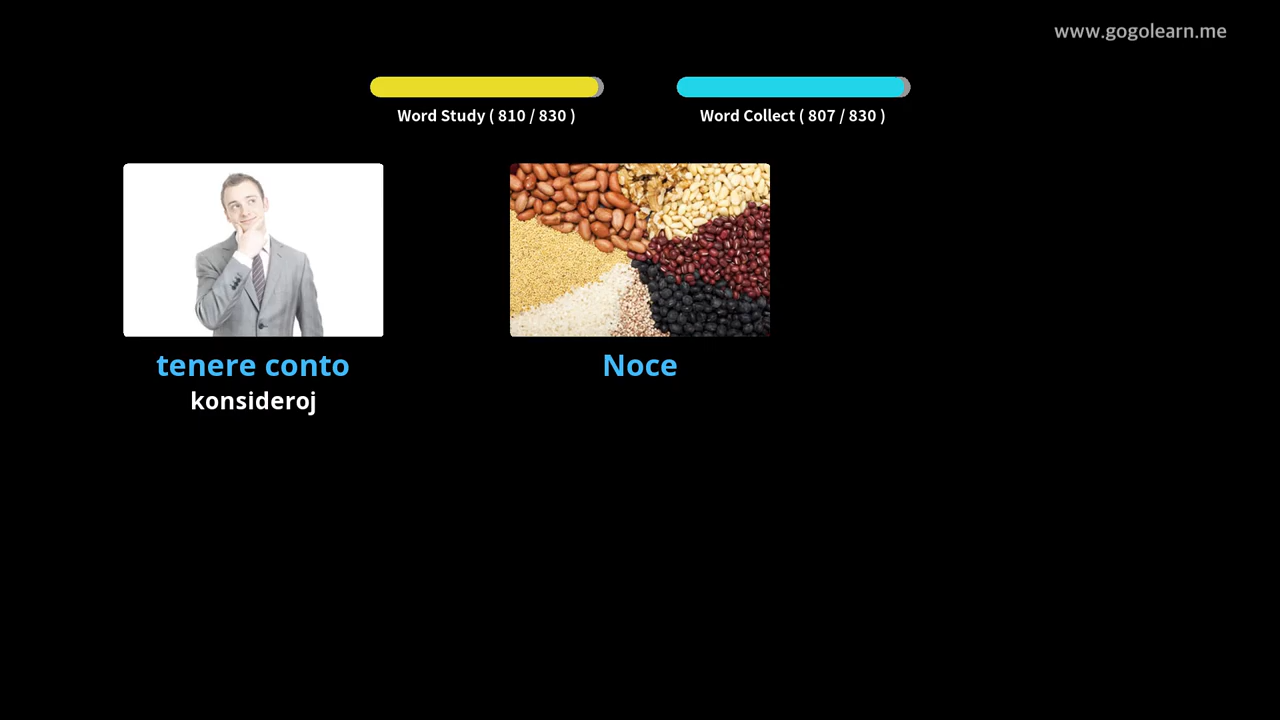 www.gogolearn.me
Word Study ( 810 / 830 )
Word Collect ( 807 / 830 )
tenere conto
konsideroj
Noce